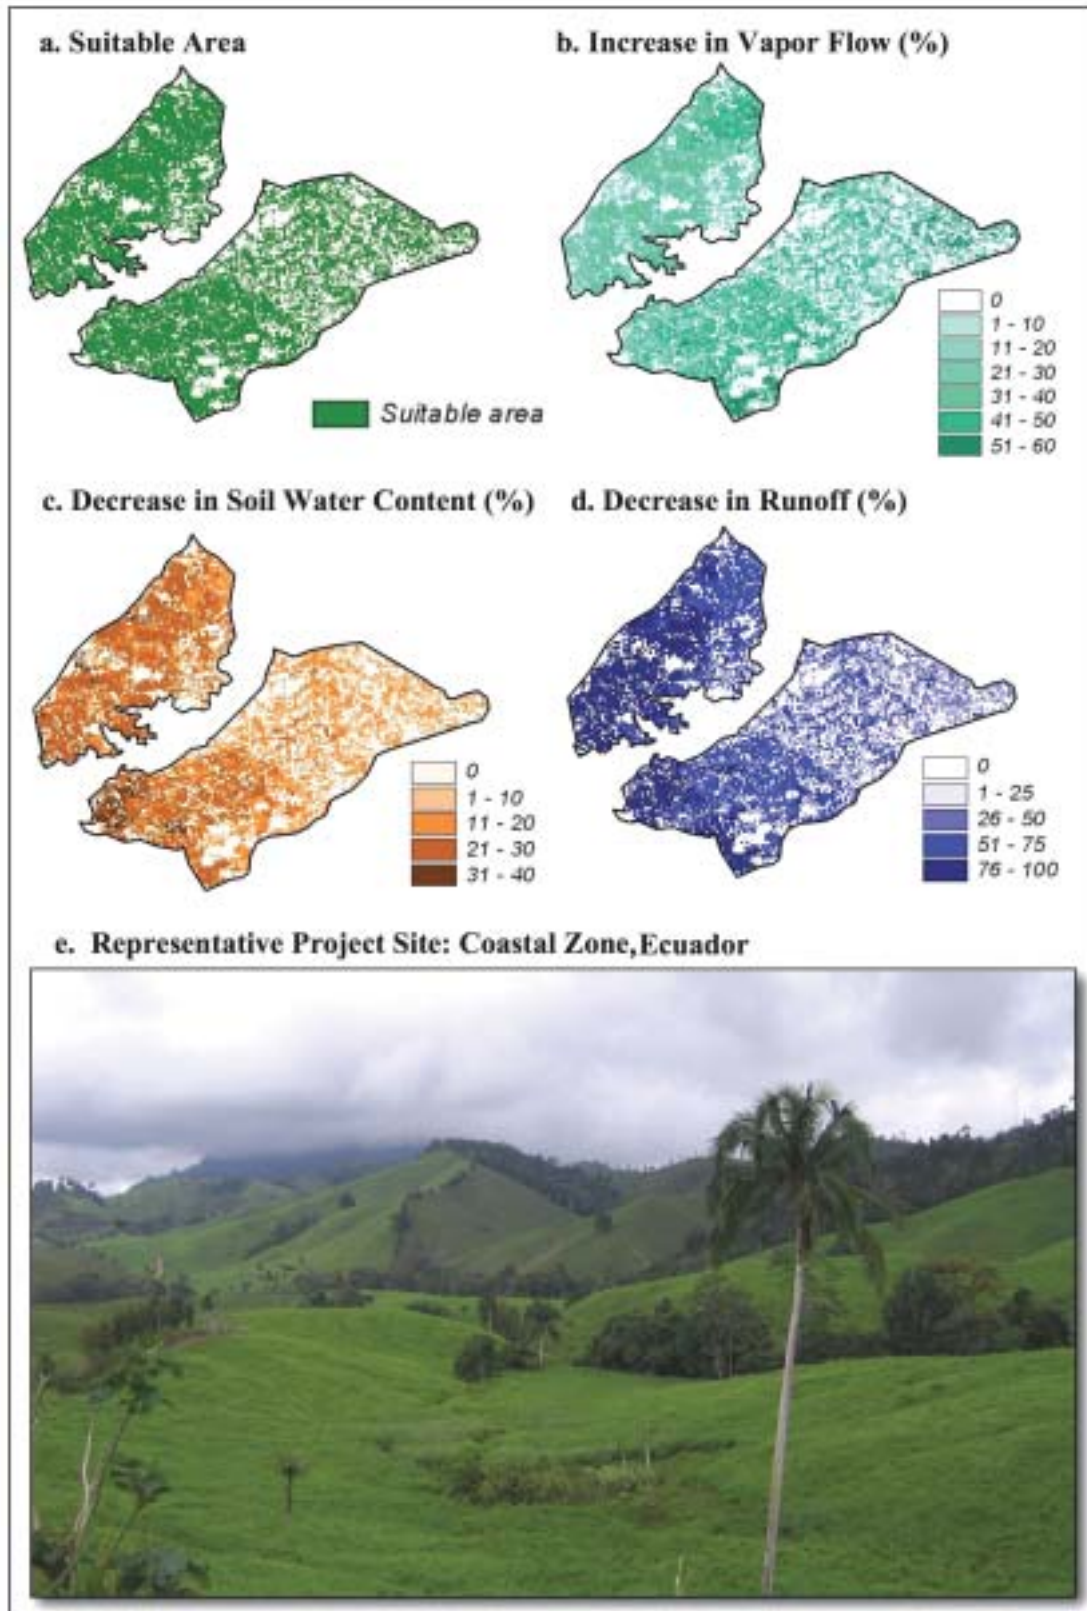 a. Suitable Area
b. Increase in Vapor Flow (%)
Suitable area
0
1 - 10
11 - 20
21 - 30
31 - 40
41 - 50
51 - 60
c. Decrease in Soil Water Content (%)
d. Decrease in Runoff (%)
0
1 - 10
11 - 20
21 - 30
31 - 40
0
1 - 25
26 - 50
51 - 75
76 - 100
e. Representative Project Site: Coastal Zone, Ecuador